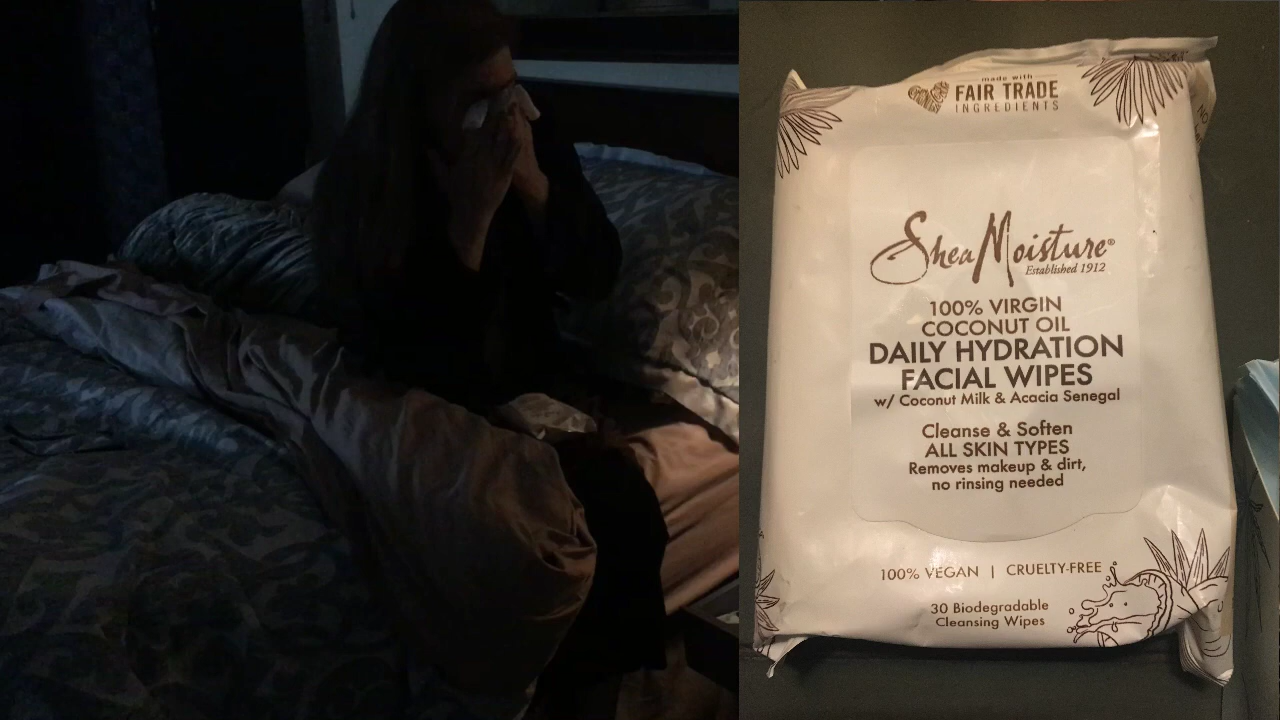 made with
FAIR TRADE
INGREDIENTS
SheaMoisture®
Established 1912
100% VIRGIN
COCONUT OIL
DAILY HYDRATION
FACIAL WIPES
w/ Coconut Milk & Acacia Senegal
Cleanse & Soften
ALL SKIN TYPES
Removes makeup & dirt,
no rinsing needed
100% VEGAN | CRUELTY-FREE
30 Biodegradable
Cleansing Wipes